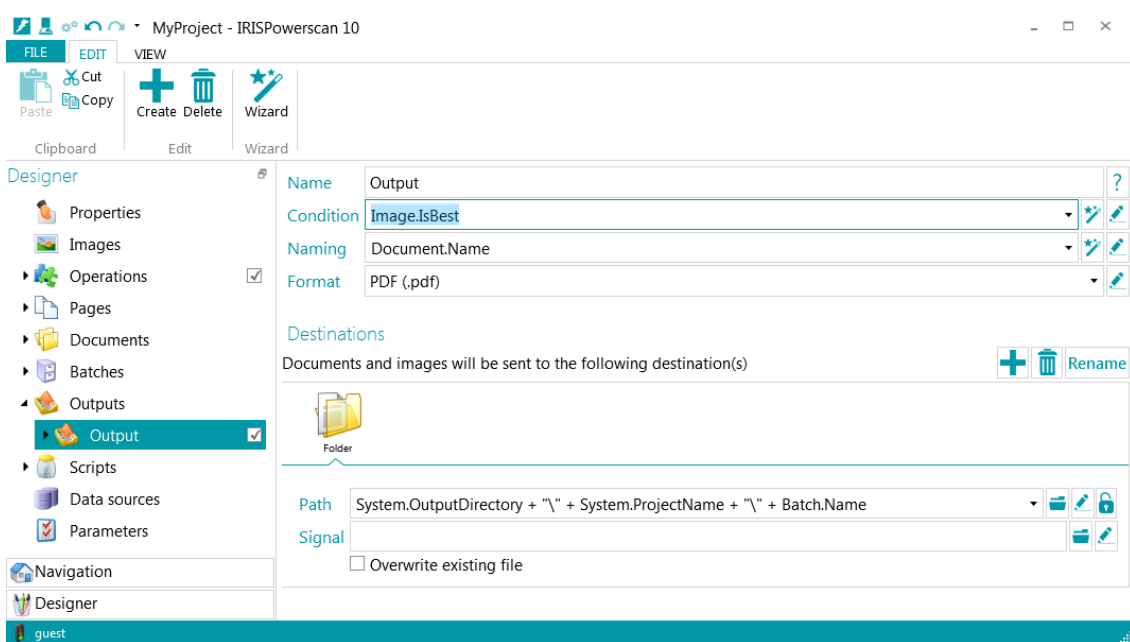 MyProject - IRISPowerscan 10
FILE EDIT VIEW
Paste Cut Copy Create Delete Wizard
Clipboard Edit Wizard
Designer
Properties
Images
Operations
Pages
Documents
Batches
Outputs
Output
Scripts
Data sources
Parameters
Navigation
Designer
guest
Name Output ?
Condition Image.IsBest
Naming Document.Name
Format PDF (.pdf)
Destinations
Documents and images will be sent to the following destination(s) Rename
Folder
Path System.OutputDirectory + "\" + System.ProjectName + "\" + Batch.Name
Signal
Overwrite existing file